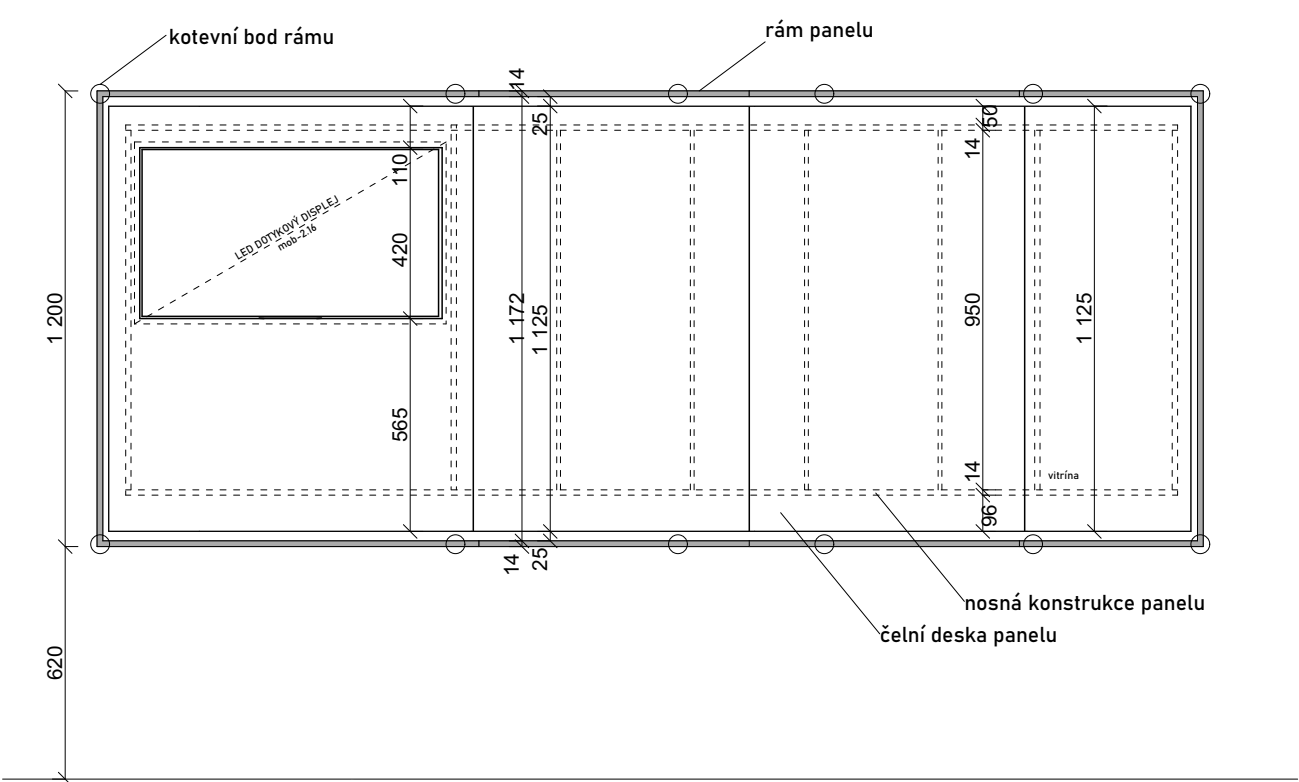 kotevní bod rámu
rám panelu
14
25
50
14
110
LED DOTYKOVÝ DISPLEJ
mob-2.16
420
1 200
1 172
1 125
950
1 125
565
14
vitrína
96
14
25
nosná konstrukce panelu
čelní deska panelu
620